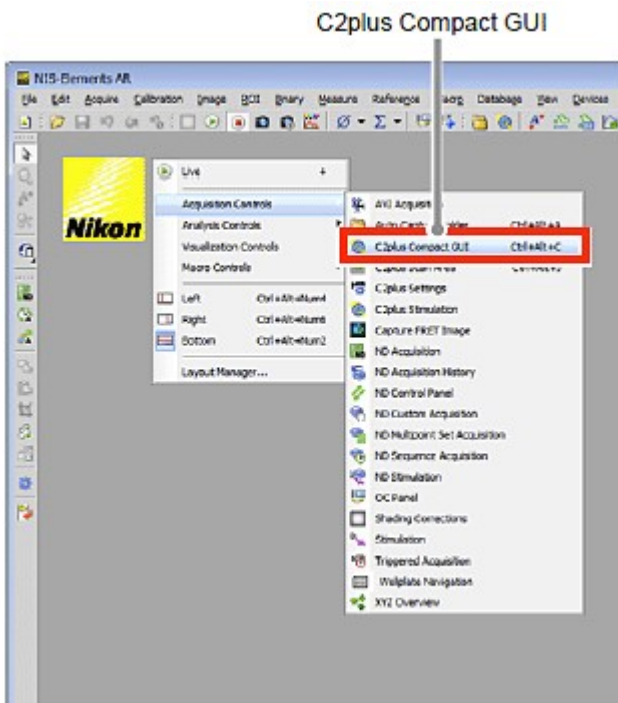 C2plus Compact GUI
NIS-Elements AR
File Edit Acquire Calibration Image ROI Binary Measure Reference Macro Database View Devices
Nikon
Live
Acquisition Controls
Analysis Controls
Visualization Controls
Macro Controls
Left Ctrl+Alt+Num4
Right Ctrl+Alt+Num6
Bottom Ctrl+Alt+Num2
Layout Manager...
AVI Acquisition
C2plus Compact GUI Ctrl+Alt+C
C2plus Scan Area
C2plus Settings
C2plus Stimulation
Capture FRET Image
ND Acquisition
ND Acquisition History
ND Control Panel
ND Custom Acquisition
ND Multipoint Set Acquisition
ND Sequence Acquisition
ND Stimulation
OC Panel
Shading Corrections
Stimulation
Triggered Acquisition
Wellplate Navigation
XYZ Overview